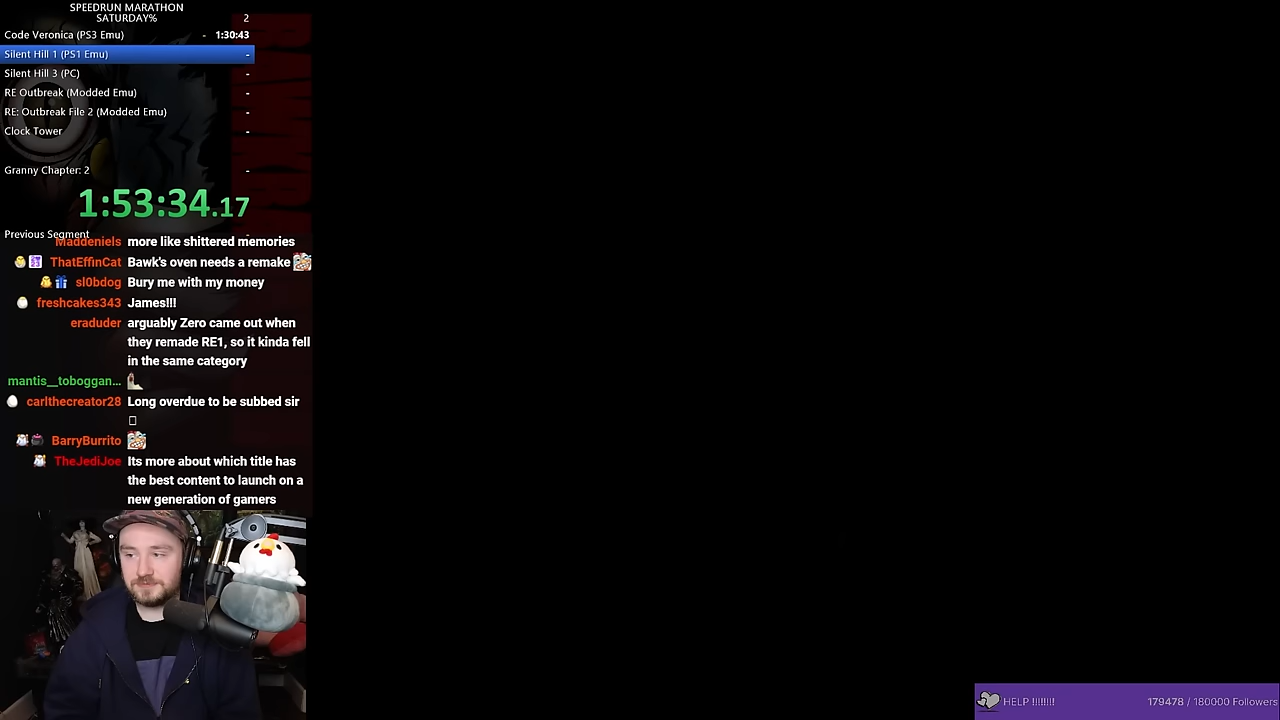 SPEEDRUN MARATHON
SATURDAY% 2
Code Veronica (PS3 Emu) - 1:30:43
Silent Hill 1 (PS1 Emu) -
Silent Hill 3 (PC) -
RE Outbreak (Modded Emu) -
RE: Outbreak File 2 (Modded Emu) -
Clock Tower -
Granny Chapter: 2 -
1:53:34.17
Previous Segment -
Maddeniels more like shittered memories
ThatEffinCat Bawk's oven needs a remake
sl0bdog Bury me with my money
freshcakes343 James!!!
eraduder arguably Zero came out when
they remade RE1, so it kinda fell
in the same category
mantis__toboggan...
carlthecreator28 Long overdue to be subbed sir
BarryBurrito
TheJediJoe Its more about which title has
the best content to launch on a
new generation of gamers
HELP !!!!!!!! 179478 / 180000 Followers